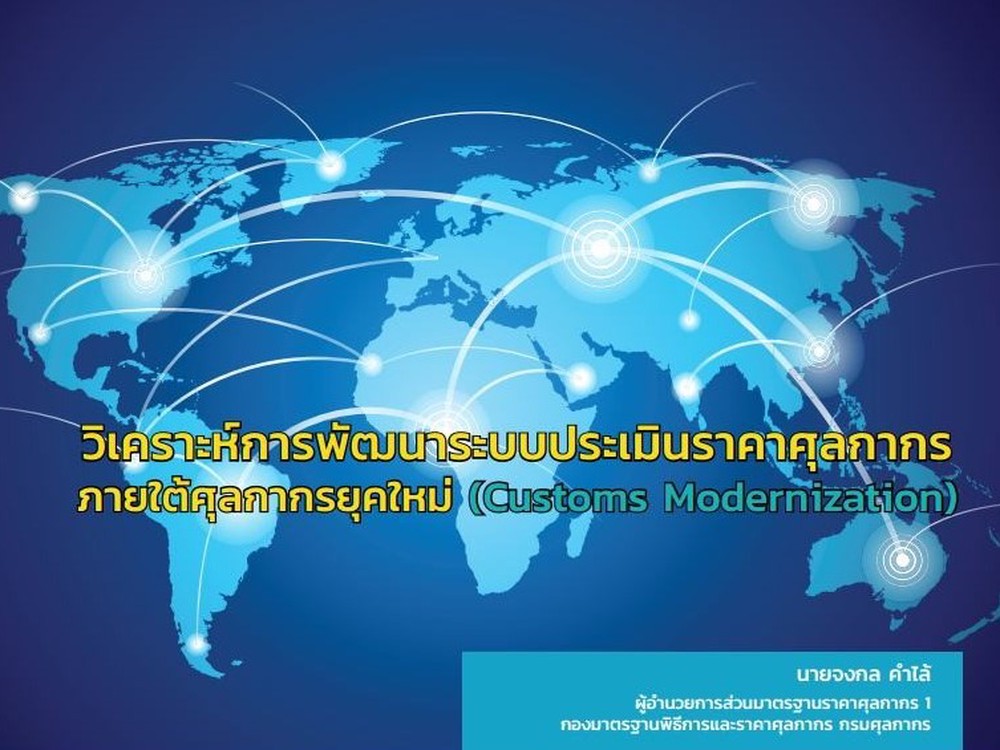 วิเคราะห์การพัฒนาระบบประเมินราคาศุลกากร
ภายใต้ศุลกากรยุคใหม่ (Customs Modernization)
นายจงกล คำไล้
ผู้อำนวยการส่วนมาตรฐานราคาศุลกากร 1
กองมาตรฐานพิธีการและราคาศุลกากร กรมศุลกากร